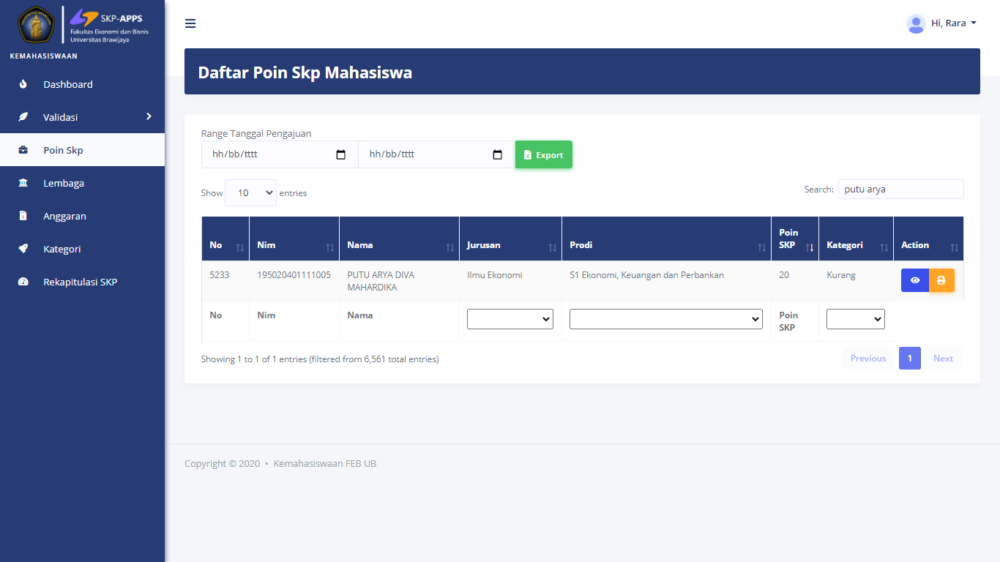 UNIVERSITAS BRAWIJAYA
SKP-APPS
Fakultas Ekonomi dan Bisnis
Universitas Brawijaya
KEMAHASISWAAN
Dashboard
Validasi
Poin Skp
Lembaga
Anggaran
Kategori
Rekapitulasi SKP
Hi, Rara
Daftar Poin Skp Mahasiswa
Range Tanggal Pengajuan
hh/bb/tttt hh/bb/tttt Export
Show 10 entries Search: putu arya
No Nim Nama Jurusan Prodi Poin SKP Kategori Action
5233 195020401111005 PUTU ARYA DIVA MAHARDIKA Ilmu Ekonomi S1 Ekonomi, Keuangan dan Perbankan 20 Kurang
No Nim Nama Poin SKP
Showing 1 to 1 of 1 entries (filtered from 6,561 total entries) Previous 1 Next
Copyright © 2020 • Kemahasiswaan FEB UB